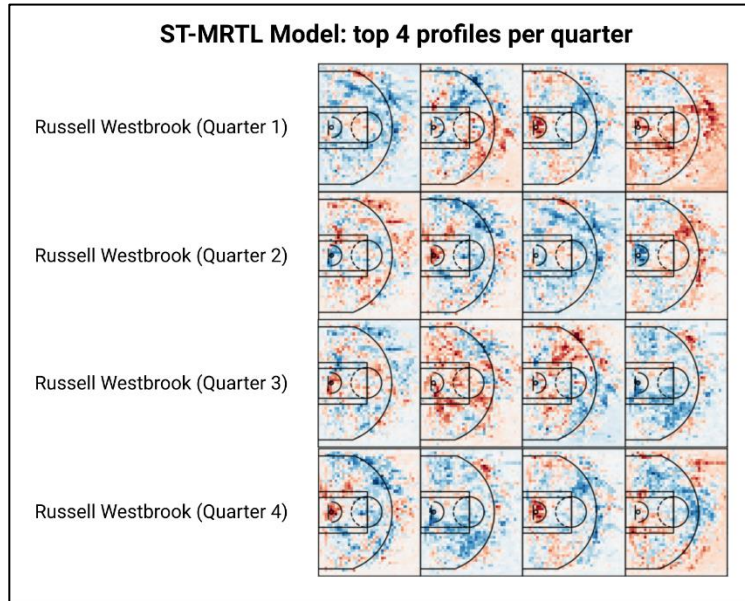 ST-MRTL Model: top 4 profiles per quarter
Russell Westbrook (Quarter 1)
Russell Westbrook (Quarter 2)
Russell Westbrook (Quarter 3)
Russell Westbrook (Quarter 4)